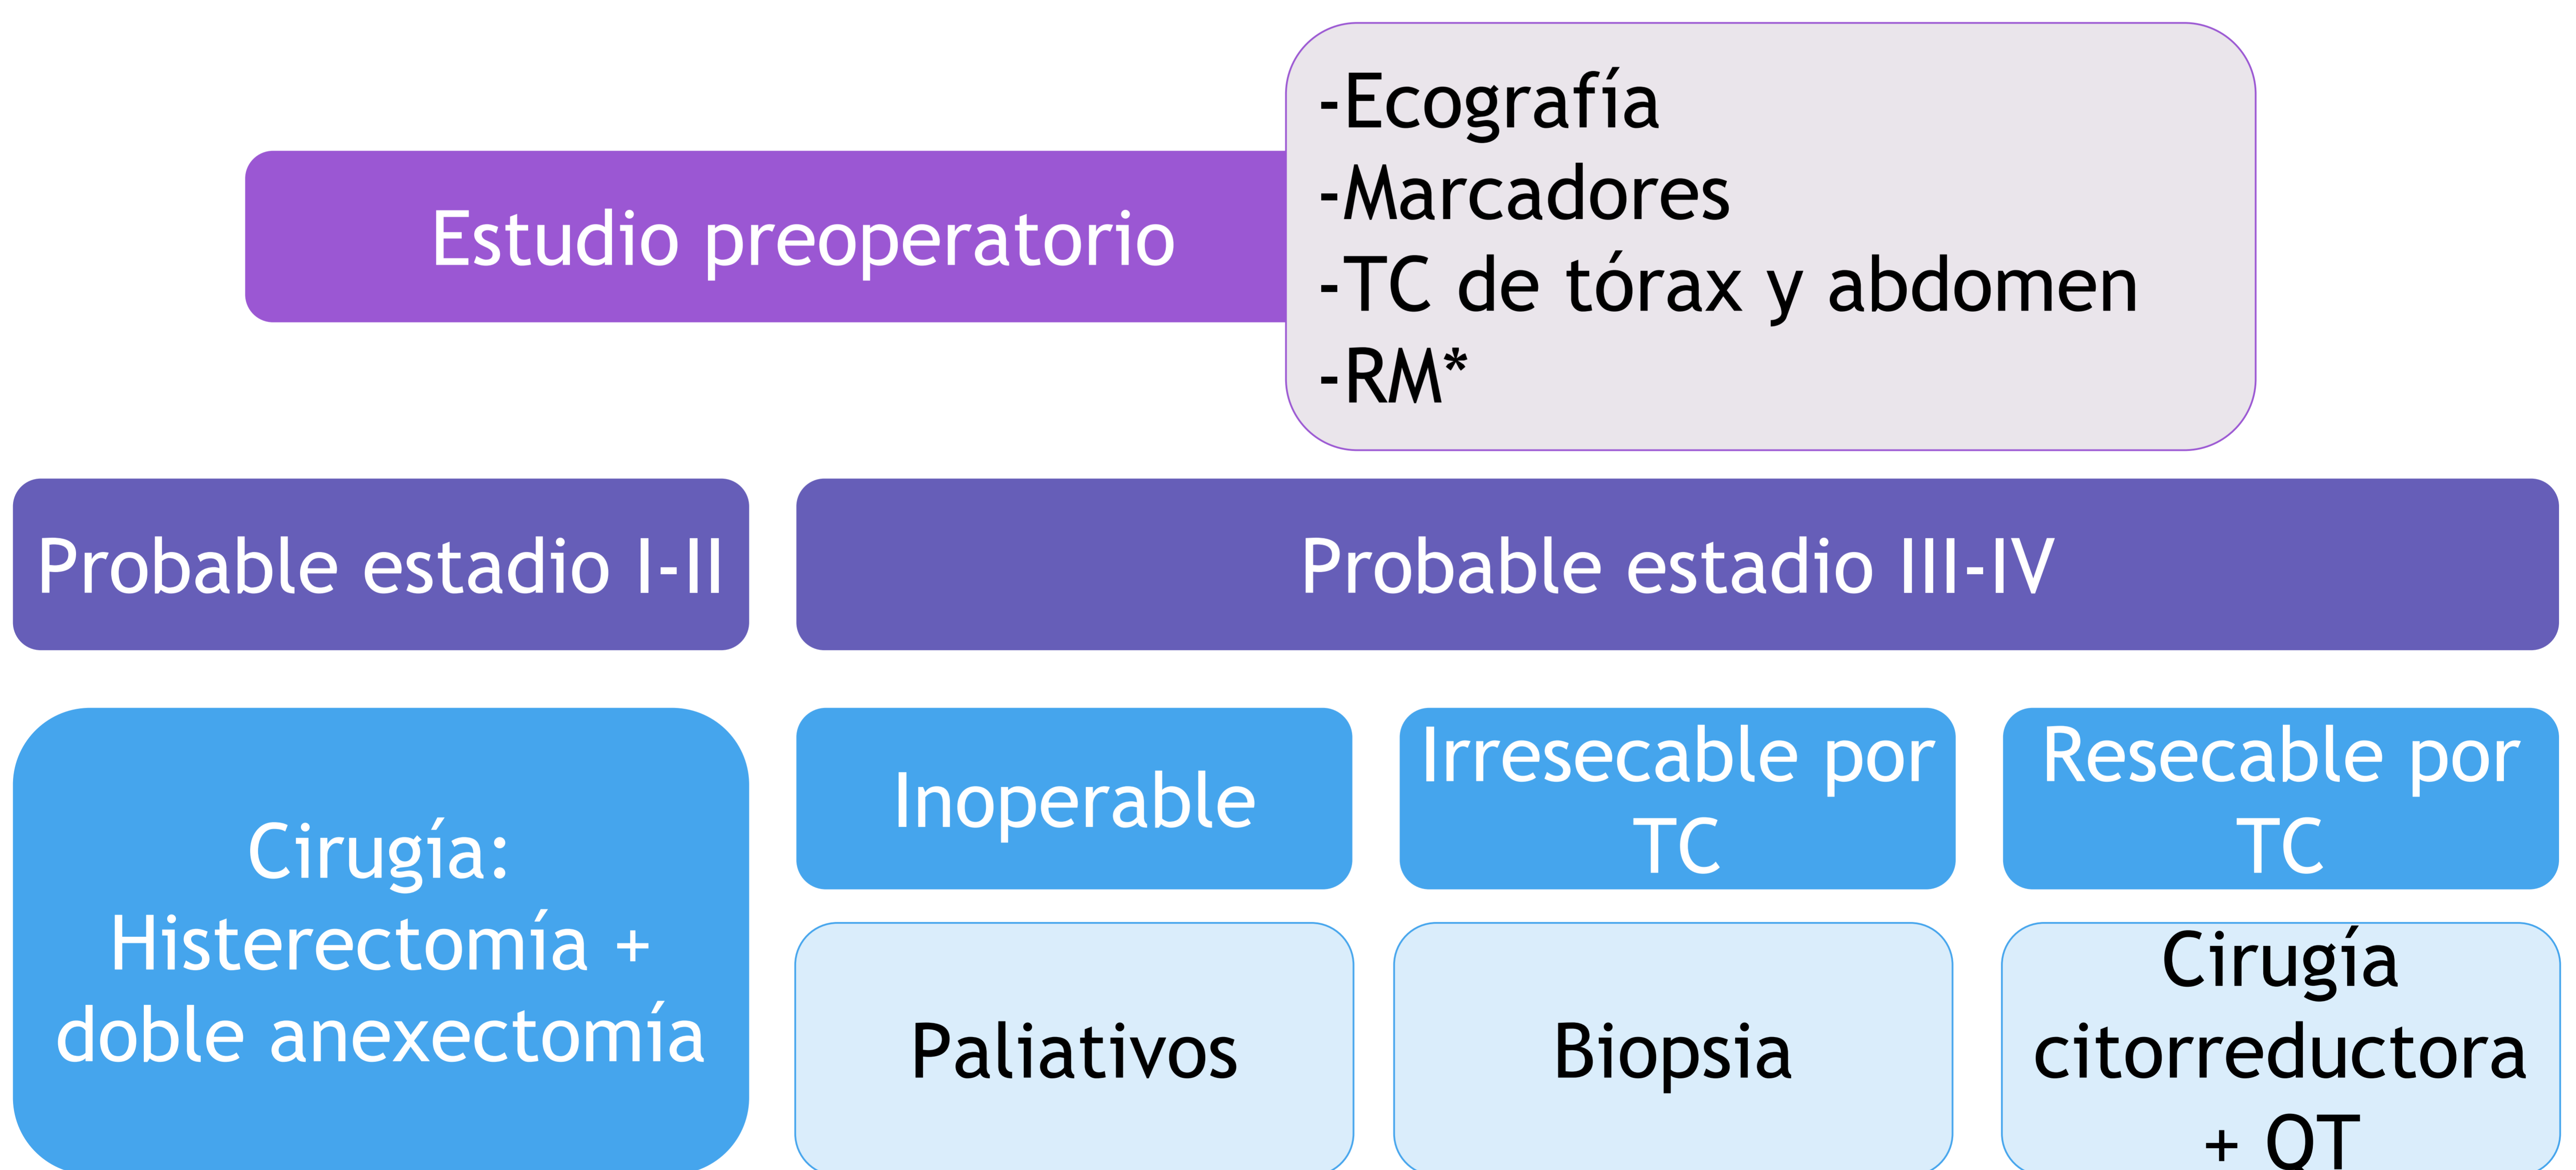 Estudio preoperatorio
-Ecografía
-Marcadores
-TC de tórax y abdomen
-RM*
Probable estadio I-II
Probable estadio III-IV
Cirugía:
Histerectomía +
doble anexectomía
Inoperable
Paliativos
Irresecable por
TC
Biopsia
Resecable por
TC
Cirugía
citorreductora
+ QT